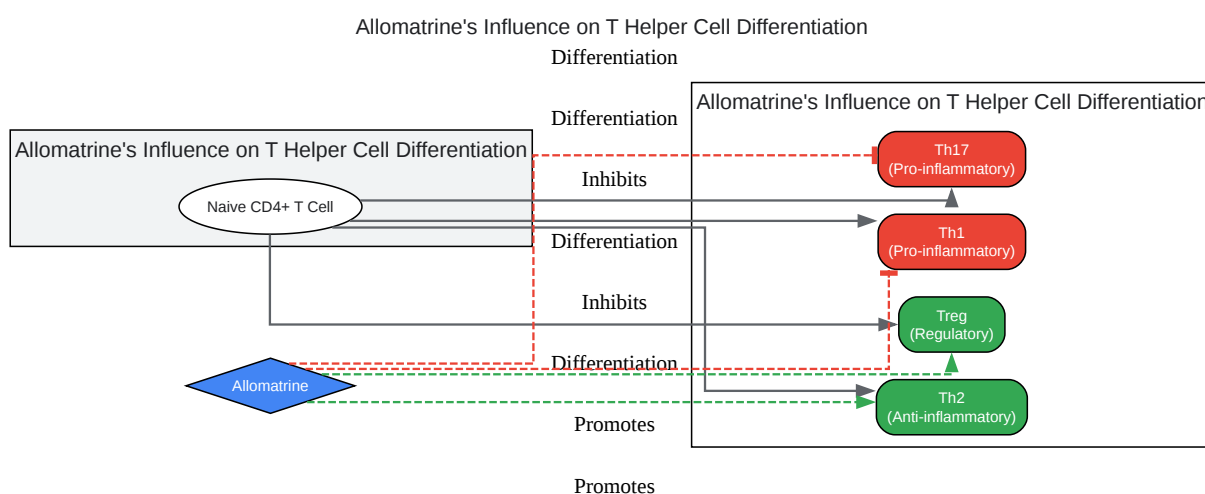 Allomatrine's Influence on T Helper Cell Differentiation
Differentiation
Allomatrine's Influence on T Helper Cell Differentiation
Differentiation
Allomatrine's Influence on T Helper Cell Differentiation
Th17
(Pro-inflammatory)
Inhibits
Naive CD4+ T Cell
Th1
(Pro-inflammatory)
Differentiation
Inhibits
Treg
(Regulatory)
Differentiation
Allomatrine
Th2
(Anti-inflammatory)
Promotes
Promotes